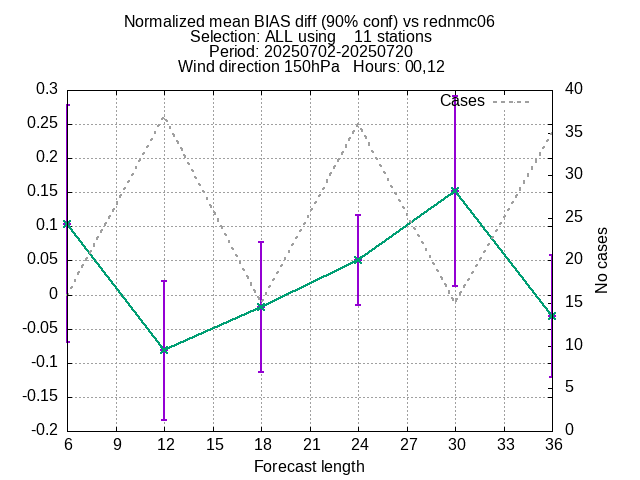 Normalized mean BIAS diff (90% conf) vs rednmc06
Selection: ALL using    11 stations
Period: 20250702-20250720
Wind direction 150hPa   Hours: 00,12
Cases
0.3
0.25
0.2
0.15
0.1
0.05
0
-0.05
-0.1
-0.15
-0.2
40
35
30
25
20
15
10
5
0
No cases
6 9 12 15 18 21 24 27 30 33 36
Forecast length